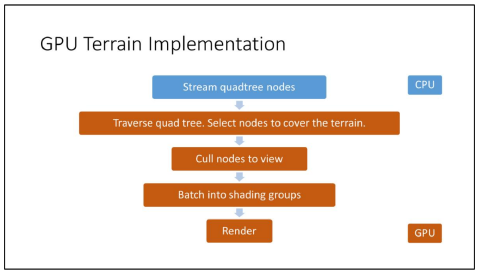 GPU Terrain Implementation
Stream quadtree nodes
CPU
Traverse quad tree. Select nodes to cover the terrain.
Cull nodes to view
Batch into shading groups
Render
GPU